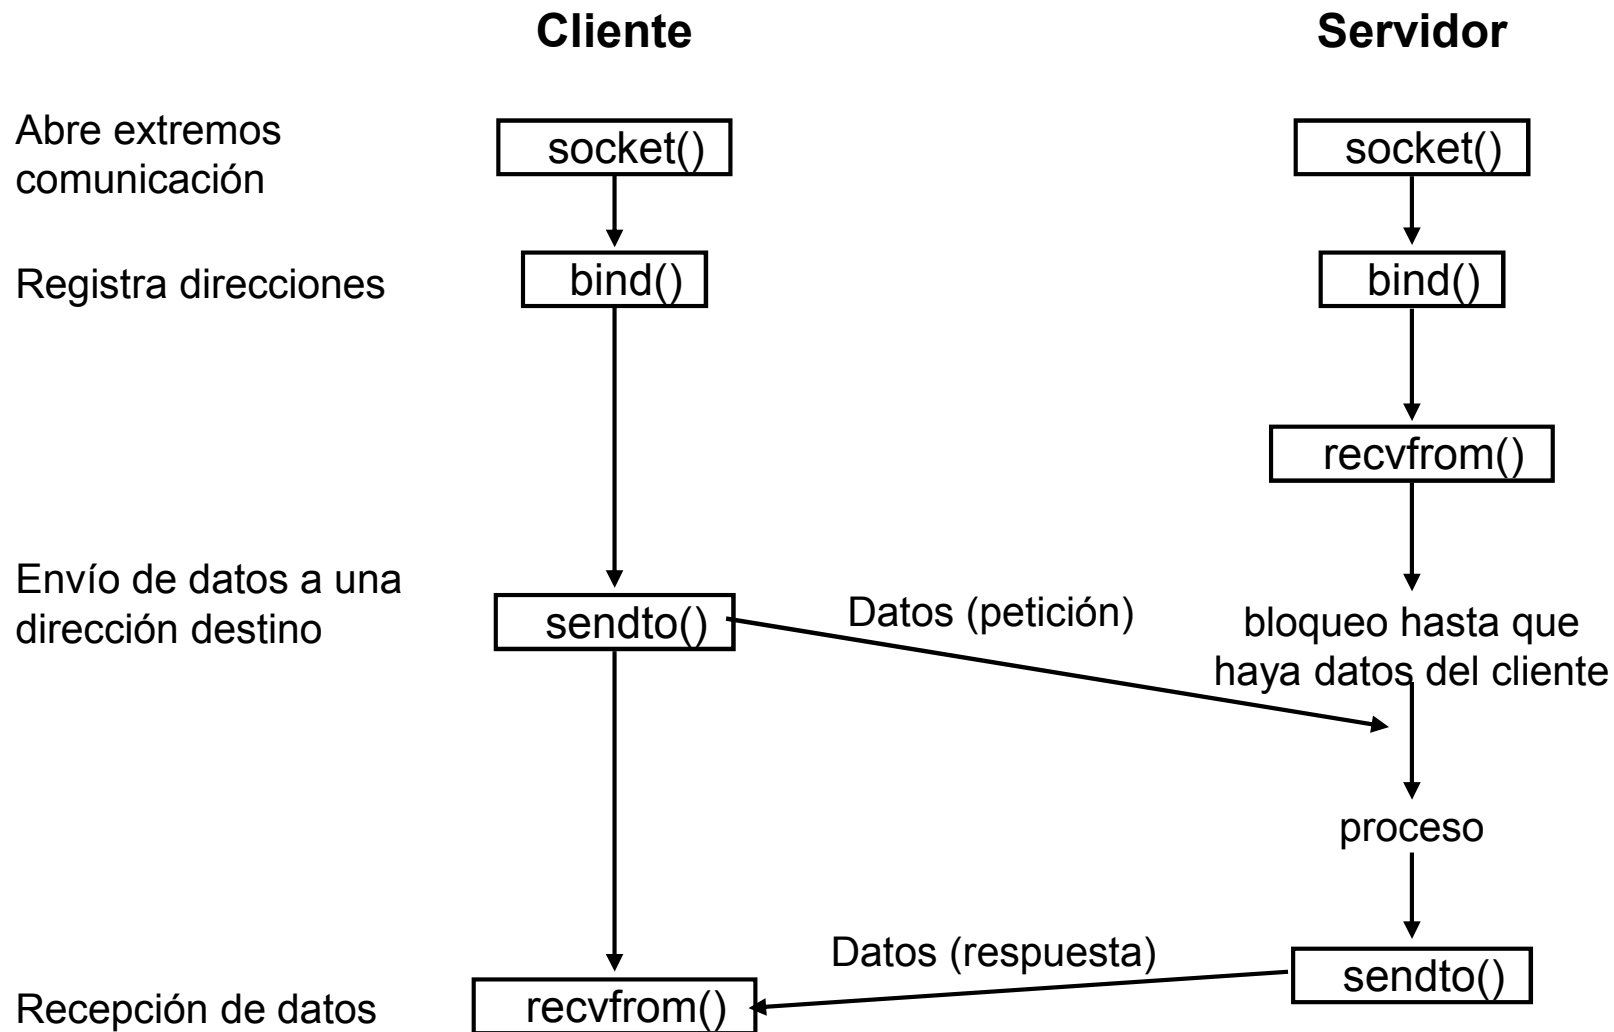 Cliente
Servidor
Abre extremos
comunicación
socket()
socket()
Registra direcciones
bind()
bind()
recvfrom()
Envío de datos a una
dirección destino
sendto()
Datos (petición)
bloqueo hasta que
haya datos del cliente
proceso
Datos (respuesta)
sendto()
Recepción de datos
recvfrom()